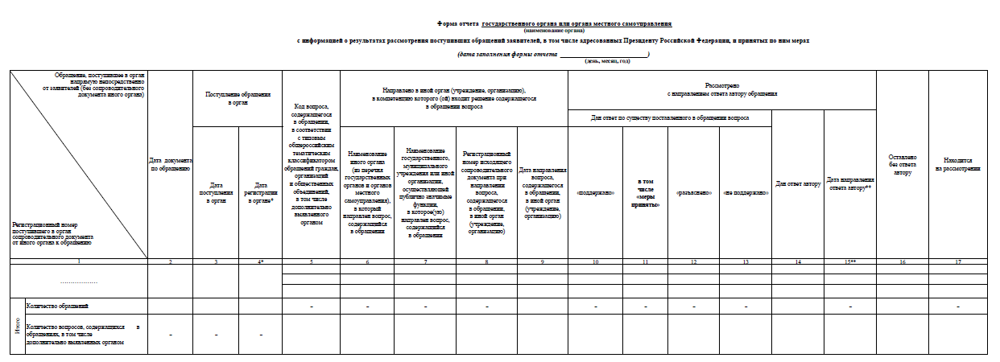 Форма отчета государственного органа или органа местного самоуправления
(наименование органа)
с информацией о результатах рассмотрения поступивших обращений заявителей, в том числе адресованных Президенту Российской Федерации, и принятых по ним мерах
(дата заполнения формы отчета ____________________)
(день, месяц, год)
Обращение, поступившее в орган
напрямую непосредственно
от заявителей (без сопроводительного
документа иного органа)
Регистрационный номер
поступившего в орган
сопроводительного документа
от иного органа к обращению
Дата документа
по обращению
Поступление обращения
в орган
Дата
поступления
в орган
Дата
регистрации
в органе*
Код вопроса,
содержащегося
в обращении,
в соответствии
с типовым
общероссийским
тематическим
классификатором
обращений граждан,
организаций
и общественных
объединений,
в том числе
дополнительно
выявленного
органом
Направлено в иной орган (учреждение, организацию),
в компетенцию которого (ой) входит решение содержащегося
в обращении вопроса
Наименование
иного органа
(из перечня
государственных
органов и органов
местного
самоуправления),
в который
направлен вопрос,
содержащийся
в обращении
Наименование
государственного,
муниципального
учреждения или иной
организации,
осуществляющей
публично значимые
функции,
в которое(ую)
направлен вопрос,
содержащийся
в обращении
Регистрационный
номер исходящего
сопроводительного
документа при
направлении
вопроса,
содержащегося
в обращении,
в иной орган
(учреждение,
организацию)
Дата направления
вопроса,
содержащегося
в обращении,
в иной орган
(учреждение,
организацию)
Рассмотрено
с направлением ответа автору обращения
Дан ответ по существу поставленного в обращении вопроса
«поддержано»
в том
числе
«меры
приняты»
«разъяснено»
«не поддержано»
Дан ответ автору
Дата направления
ответа автору**
Оставлено
без ответа
автору
Находится
на рассмотрении
1 2 3 4* 5 6 7 8 9 10 11 12 13 14 15** 16 17
...................
Итого
Количество обращений – – – – – – – – – – –
Количество вопросов, содержащихся в
обращениях, в том числе
дополнительно выявленных органом
– – –